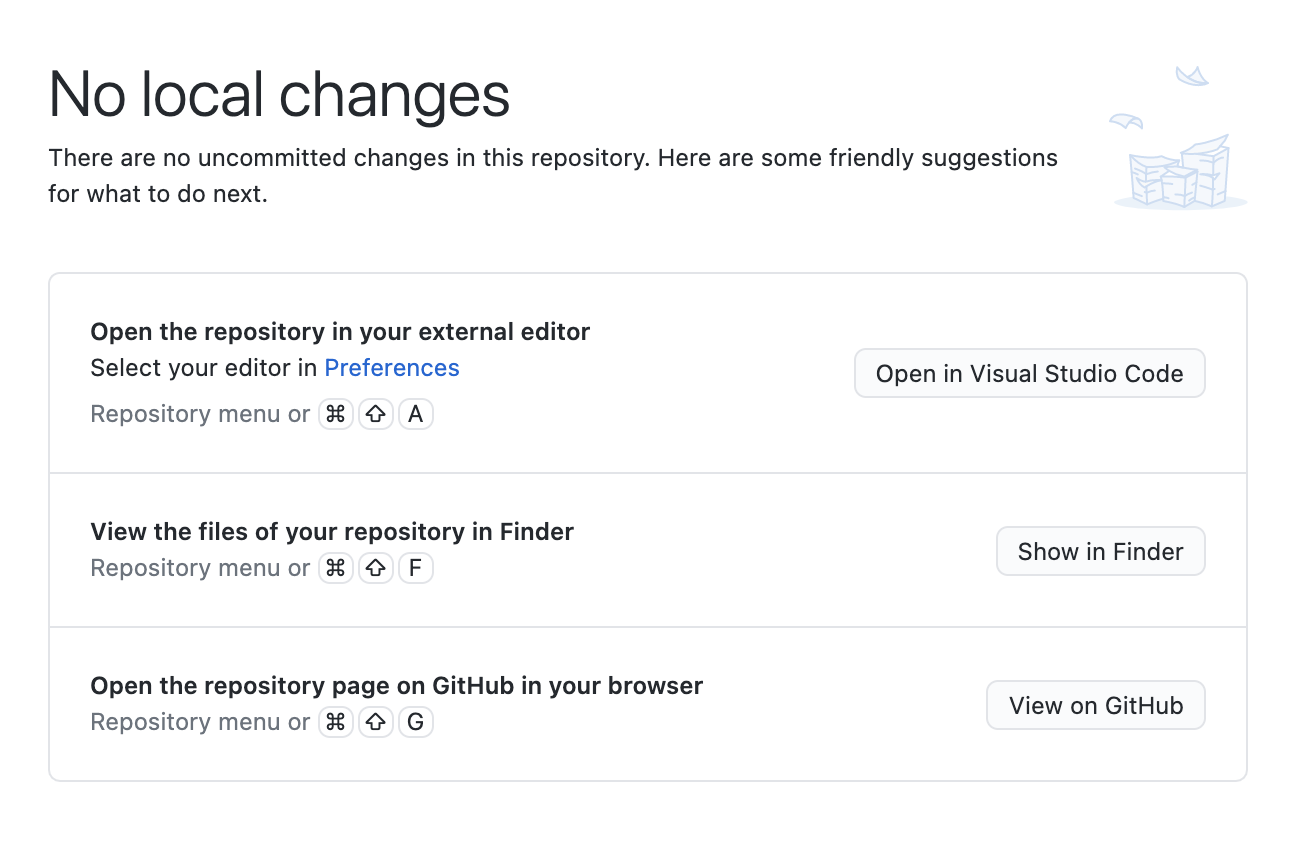 No local changes
There are no uncommitted changes in this repository. Here are some friendly suggestions
for what to do next.
Open the repository in your external editor
Select your editor in Preferences
Repository menu or ⌘ ⇧ A
Open in Visual Studio Code
View the files of your repository in Finder
Repository menu or ⌘ ⇧ F
Show in Finder
Open the repository page on GitHub in your browser
Repository menu or ⌘ ⇧ G
View on GitHub